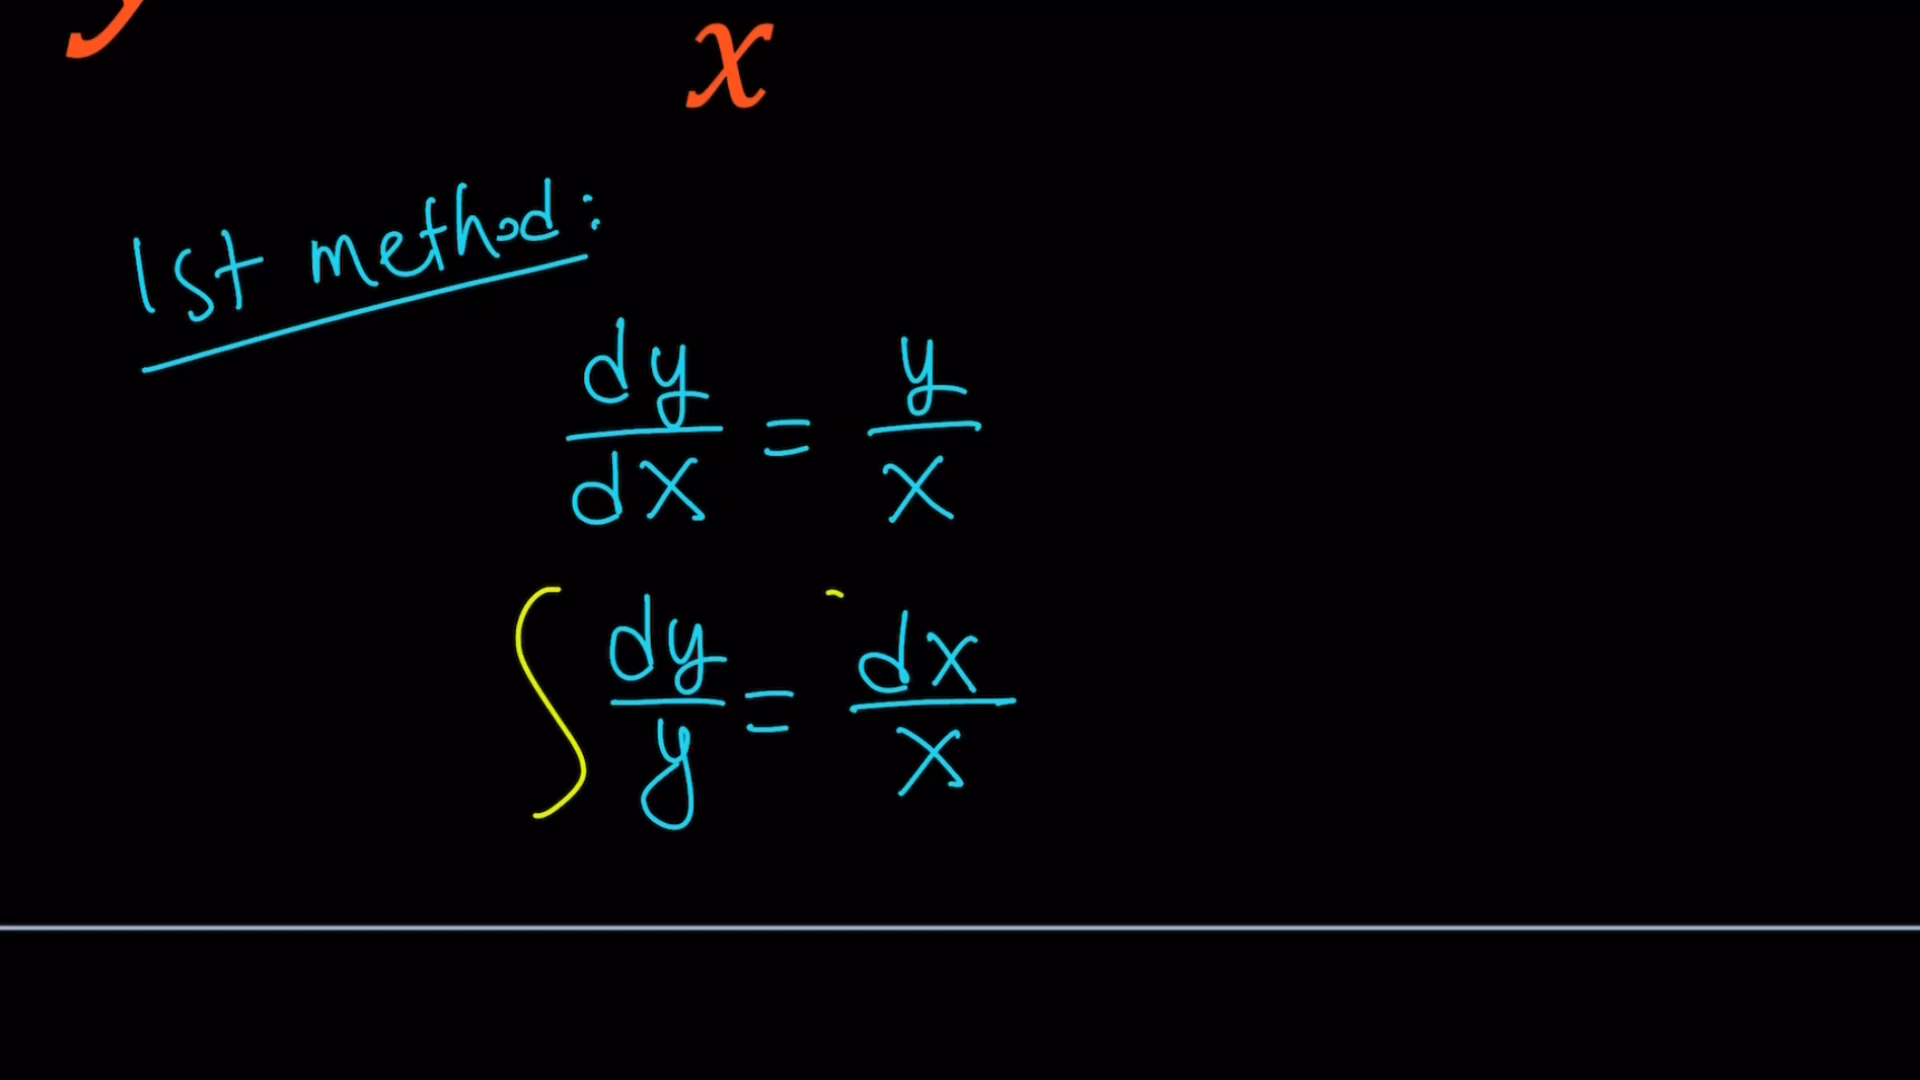 y x
1st method:
dy/dx = y/x
∫ dy/y = dx/x